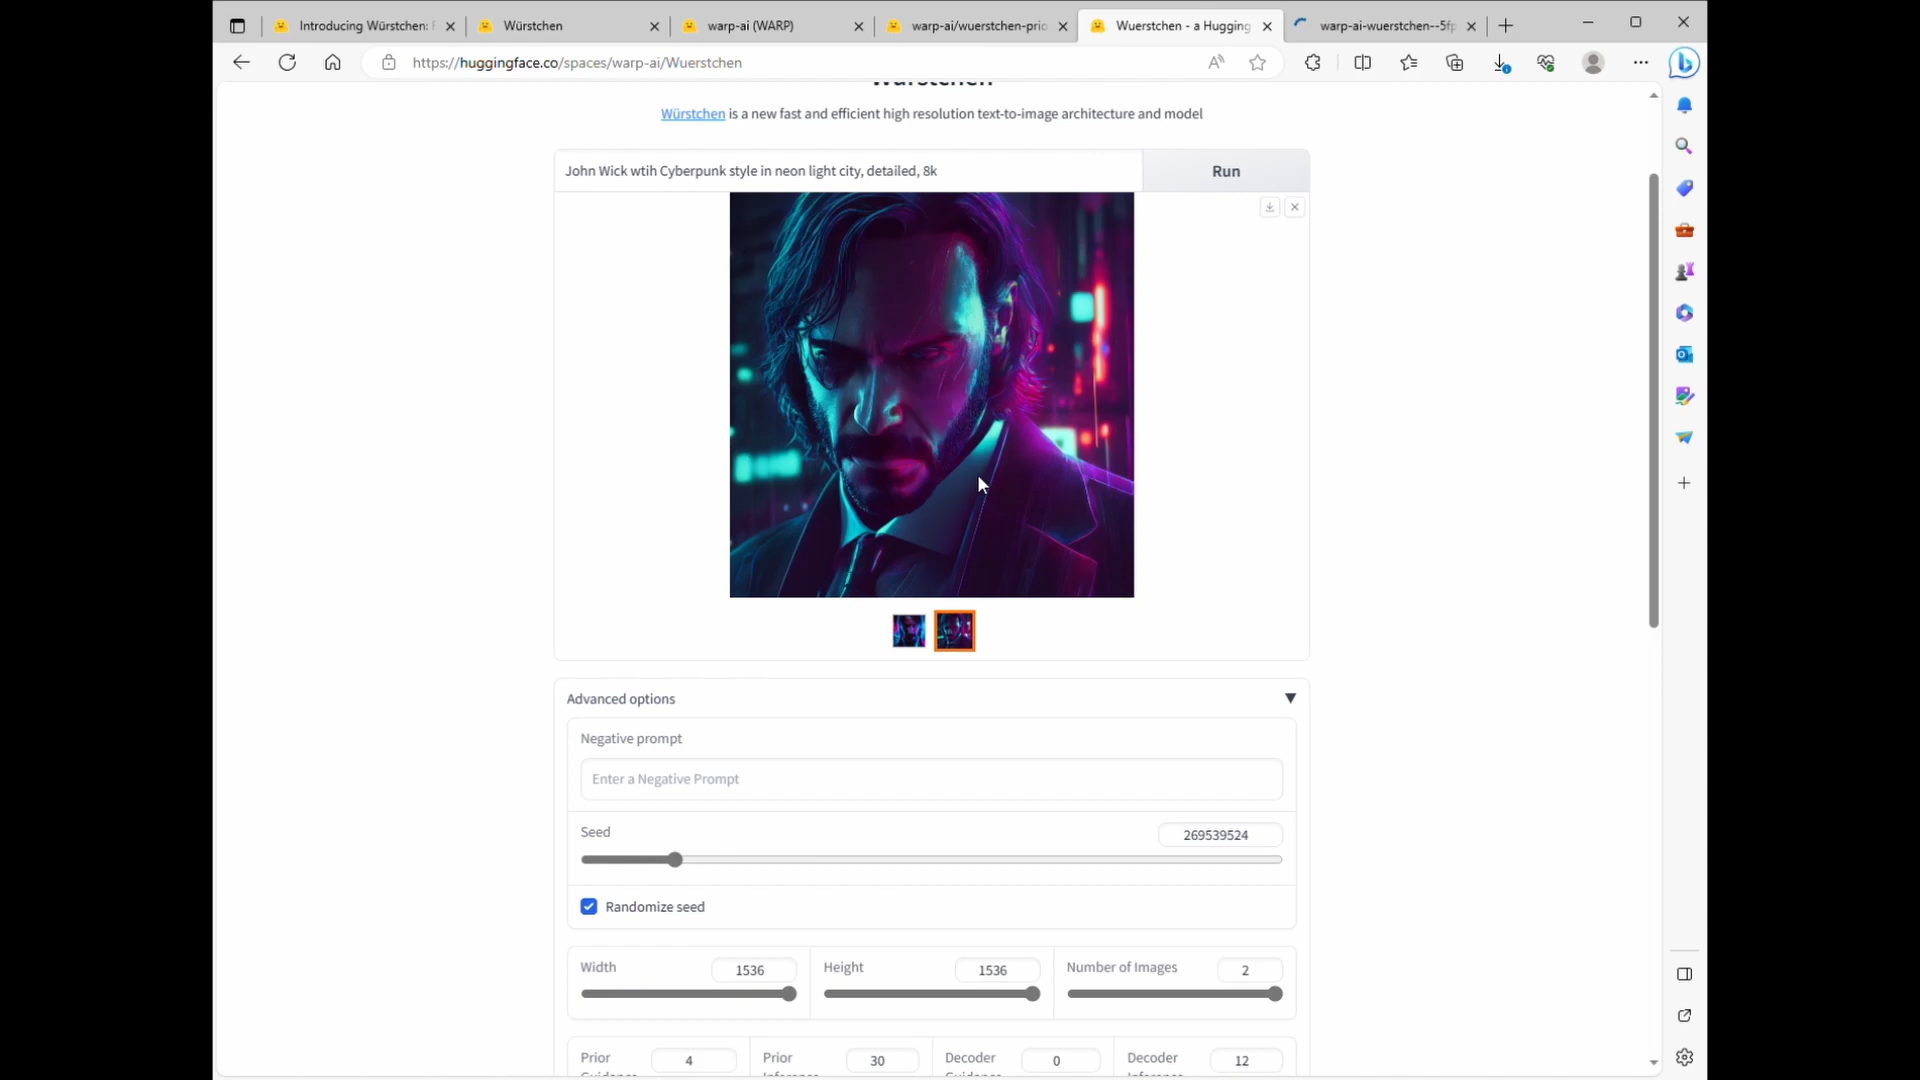 Introducing Würstchen: F
Würstchen
warp-ai (WARP)
warp-ai/wuerstchen-prio
Wuerstchen - a Hugging
warp-ai-wuerstchen--5fp
https://huggingface.co/spaces/warp-ai/Wuerstchen
Würstchen
Würstchen is a new fast and efficient high resolution text-to-image architecture and model
John Wick wtih Cyberpunk style in neon light city, detailed, 8k
Run
Advanced options
Negative prompt
Enter a Negative Prompt
Seed
269539524
Randomize seed
Width
1536
Height
1536
Number of Images
2
Prior
4
Prior
30
Decoder
0
Decoder
12